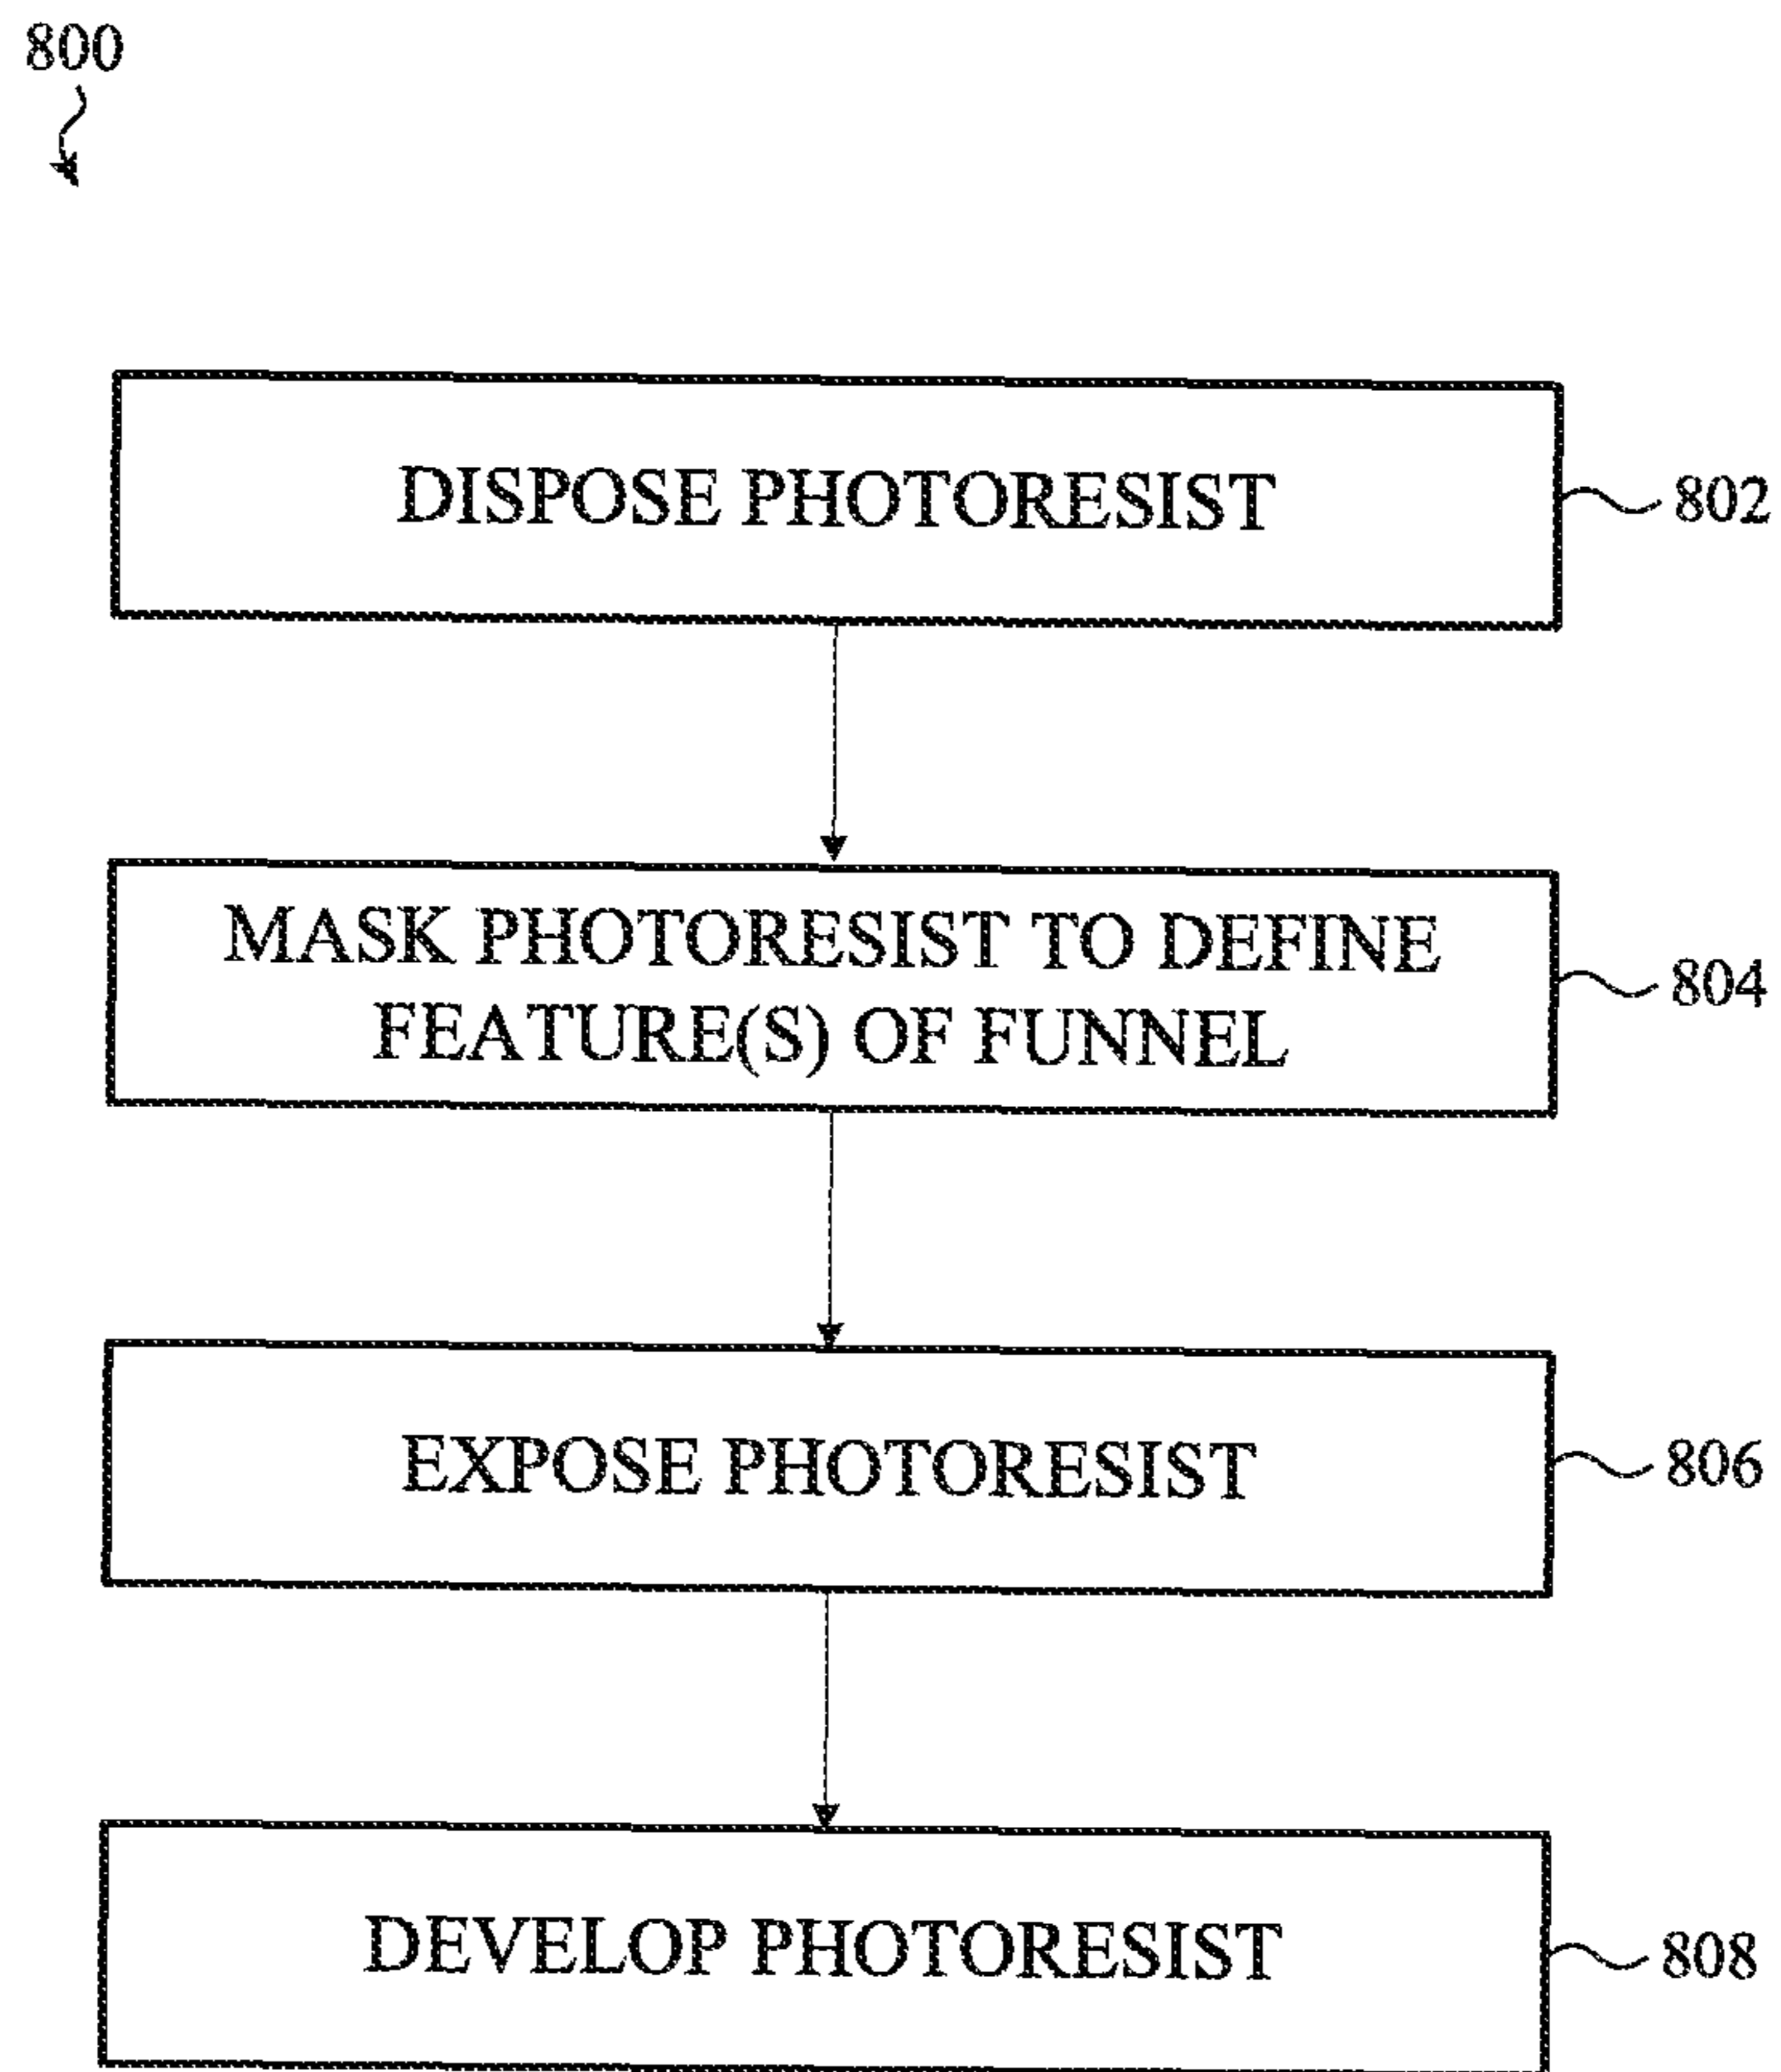 800
DISPOSE PHOTORESIST
802
MASK PHOTORESIST TO DEFINE
FEATURE(S) OF FUNNEL
804
EXPOSE PHOTORESIST
806
DEVELOP PHOTORESIST
808